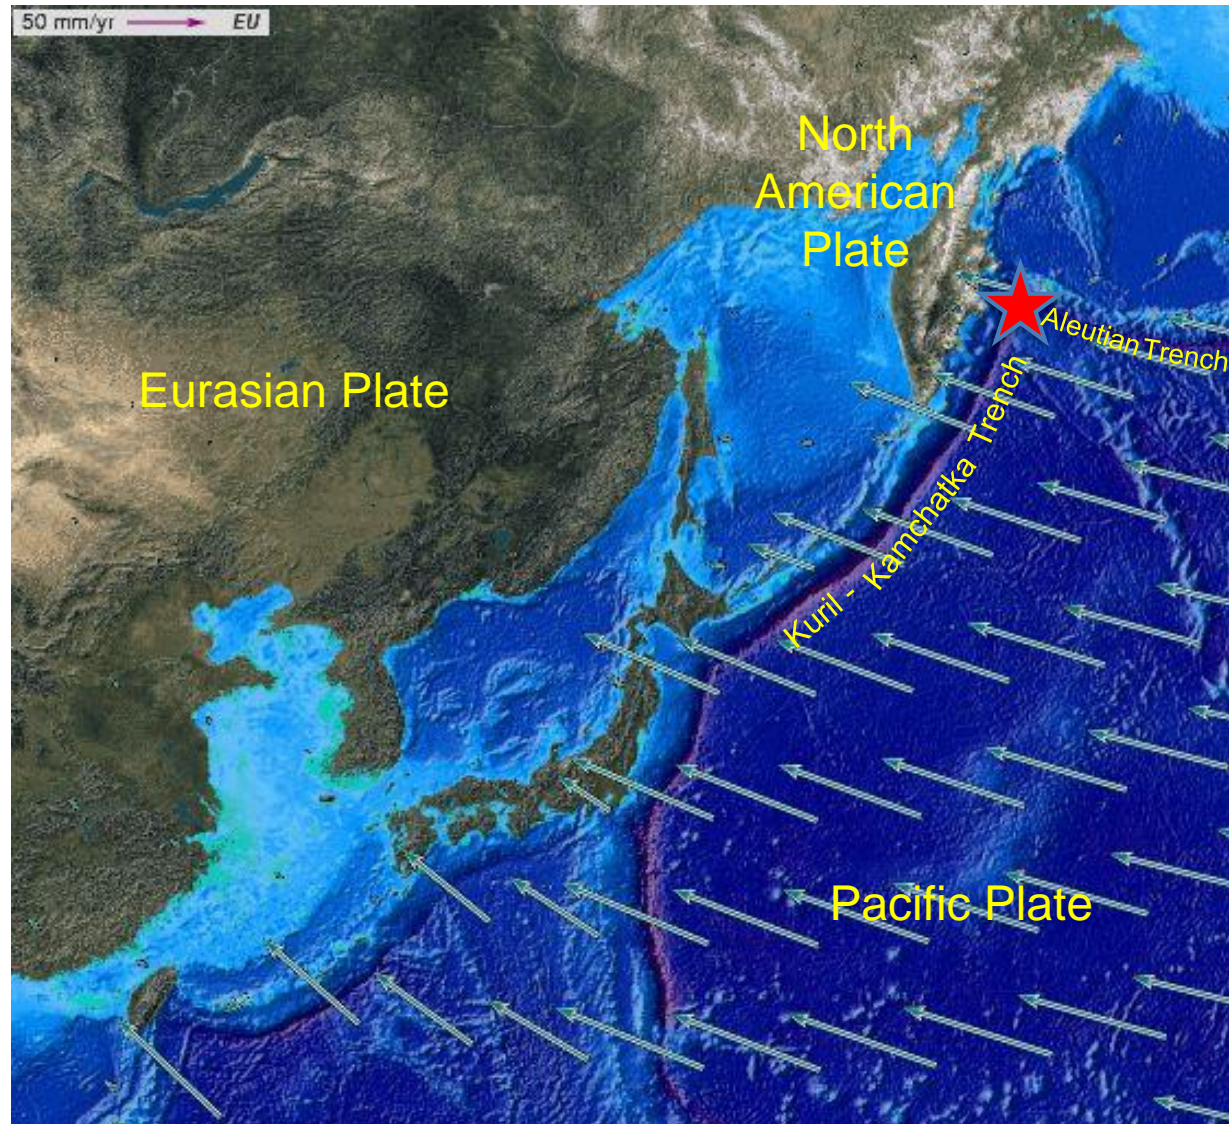 50 mm/yr EU
North
American
Plate
Eurasian Plate
Aleutian Trench
Kuril - Kamchatka Trench
Pacific Plate